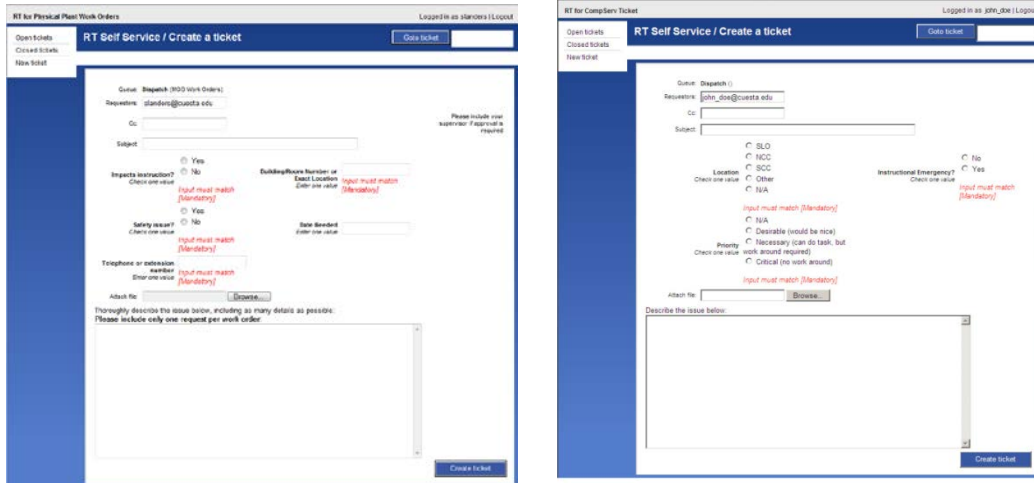 RT for Physical Plant Work Orders
Logged in as slanders | Logout
Open tickets
Closed tickets
New ticket
RT Self Service / Create a ticket
Goto ticket
Queue: Dispatch (MOO Work Orders)
Requestors: slanders@cuesta.edu
Cc:
Please include your
supervisor if approval is
required
Subject:
Yes
No
Impacts instruction?
Check one value
Input must match
[Mandatory]
Building/Room Number or
Exact Location
Enter one value
Input must match
[Mandatory]
Yes
No
Safety issue?
Check one value
Input must match
[Mandatory]
Date Needed
Enter one value
Telephone or extension
number
Enter one value
Input must match
[Mandatory]
Attach file: Browse...
Thoroughly describe the issue below, including as many details as possible:
Please include only one request per work order
Create ticket
RT for CompServ Ticket
Logged in as john_doe | Logou
Open tickets
Closed tickets
New ticket
RT Self Service / Create a ticket
Goto ticket
Queue: Dispatch ()
Requestors: john_doe@cuesta.edu
Cc:
Subject:
SLO
NCC
SCC
Other
N/A
Location
Check one value
Input must match [Mandatory]
No
Yes
Instructional Emergency?
Check one value
Input must match
[Mandatory]
N/A
Desirable (would be nice)
Necessary (can do task, but
work around required)
Critical (no work around)
Priority
Check one value
Input must match [Mandatory]
Attach file: Browse...
Describe the issue below:
Create ticket